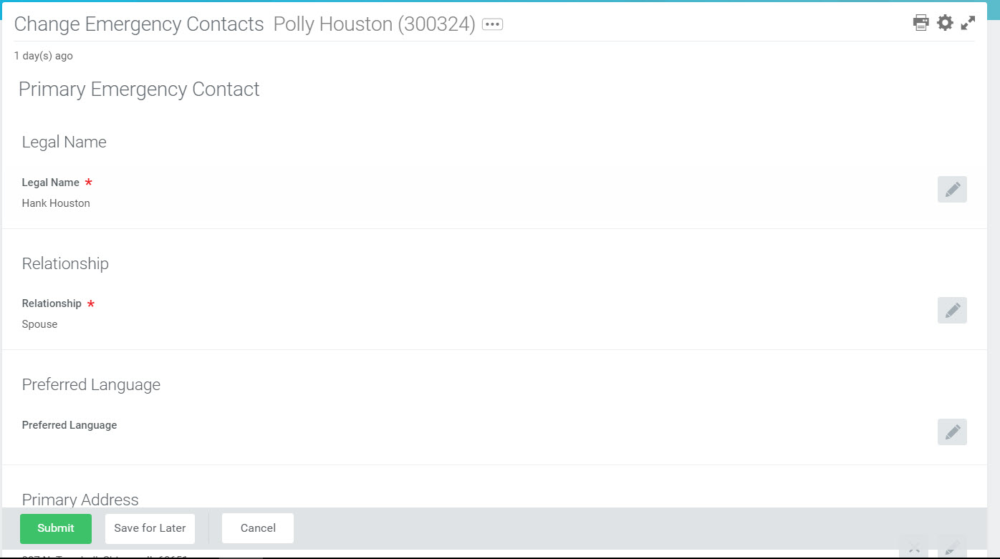 Change Emergency Contacts Polly Houston (300324)
1 day(s) ago
Primary Emergency Contact
Legal Name
Legal Name *
Hank Houston
Relationship
Relationship *
Spouse
Preferred Language
Preferred Language
Primary Address
Submit Save for Later Cancel